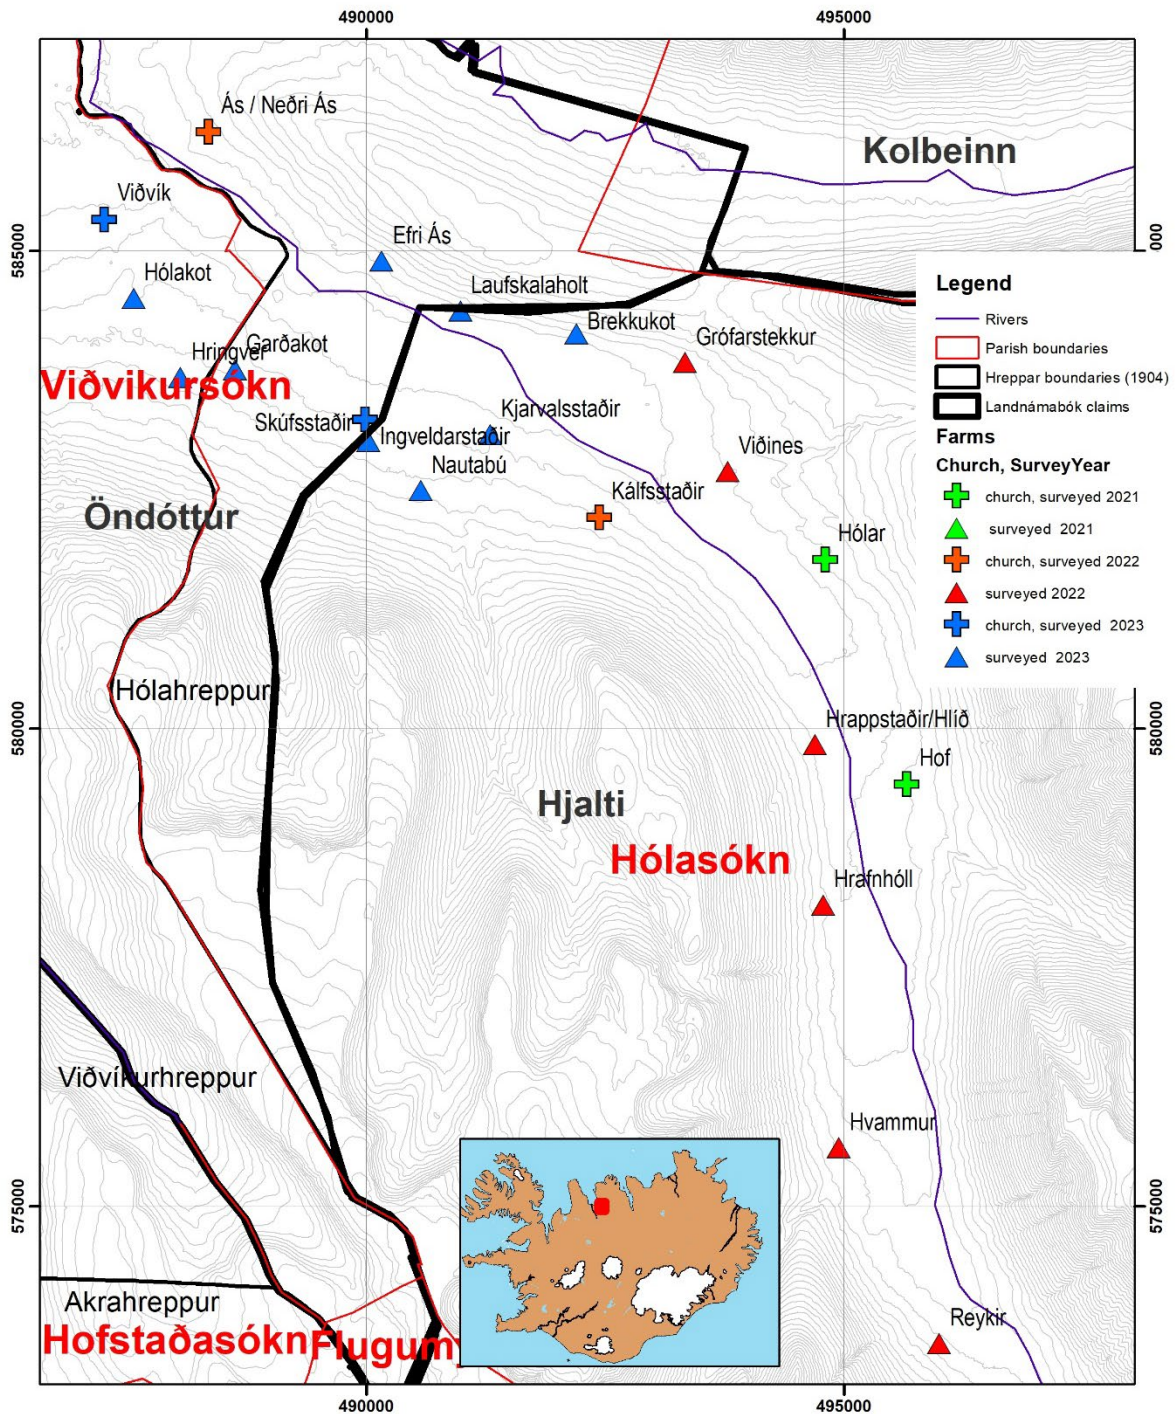 490000
495000
Ás / Neðri Ás
Kolbeinn
Viðvík
Efri Ás
585000
000
Hólakot
Laufskalaholt
Legend
Brekkukot
Rivers
Grófarstekkur
Parish boundaries
Hringver
Garðakot
Viðvikursókn
Hreppar boundaries (1904)
Landnámabók claims
Skúfsstaðir
Kjarvalsstaðir
Ingveldarstaðir
Farms
Viðines
Church, SurveyYear
Nautabú
Kálfsstaðir
church, surveyed 2021
Öndóttur
surveyed 2021
Hólar
church, surveyed 2022
surveyed 2022
church, surveyed 2023
surveyed 2023
Hólahreppur
Hrappstaðir/Hlíð
580000
580000
Hof
Hjalti
Hólasókn
Hrafnhóll
Viðvíkurhreppur
Hvammur
575000
575000
Akrahreppur
Reykir
Hofstaðasókn
490000
495000